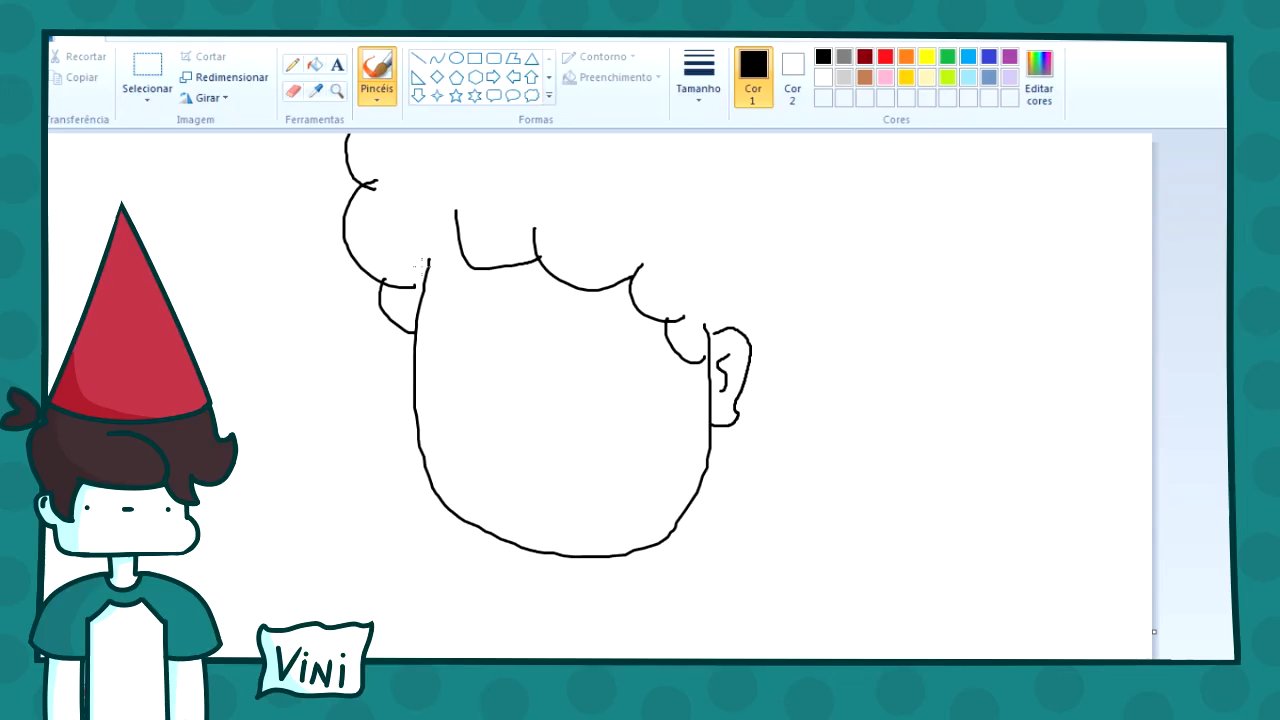 Recortar
Copiar
Transferência
Selecionar
Cortar
Redimensionar
Girar
Imagem
A
Ferramentas
Pincéis
Formas
Contorno
Preenchimento
Tamanho
Cor
1
Cor
2
Editar
cores
Cores
Vini